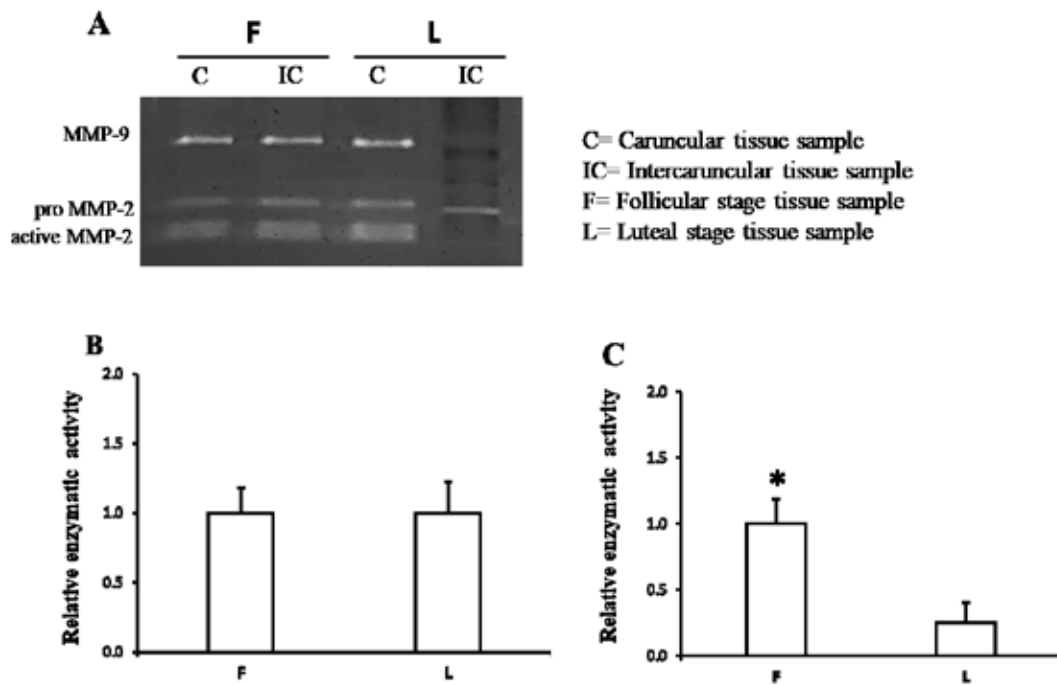 A
F L
C IC C IC
MMP-9
pro MMP-2
active MMP-2
C= Caruncular tissue sample
IC= Intercaruncular tissue sample
F= Follicular stage tissue sample
L= Luteal stage tissue sample
B
Relative enzymatic activity
2.0
1.5
1.0
0.5
0.0
F L
C
Relative enzymatic activity
2.0
1.5
*
1.0
0.5
0.0
F L